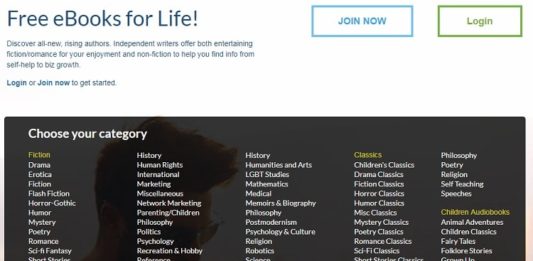 Free eBooks for Life!
JOIN NOW
Login
Discover all-new, rising authors. Independent writers offer both entertaining
fiction/romance for your enjoyment and non-fiction to help you find info from
self-help to biz growth.
Login or Join now to get started.
Choose your category
Fiction
Drama
Erotica
Fiction
Flash Fiction
Horror-Gothic
Humor
Mystery
Poetry
Romance
Sci-fi Fantasy
Short Stories
History
Human Rights
International
Marketing
Miscellaneous
Network Marketing
Parenting/Children
Philosophy
Politics
Psychology
Recreation & Hobby
Reference
History
Humanities and Arts
LGBT Studies
Mathematics
Medical
Memoirs & Biography
Philosophy
Postmodernism
Psychology & Culture
Religion
Robotics
Science
Classics
Children's Classics
Drama Classics
Fiction Classics
Horror Classics
Humor Classics
Misc Classics
Mystery Classics
Poetry Classics
Romance Classics
Sci-Fi Classics
Short Stories
Philosophy
Poetry
Religion
Self Teaching
Speeches
Children Audiobooks
Animal Adventures
Children Classics
Fairy Tales
Folklore Stories
Grown Up